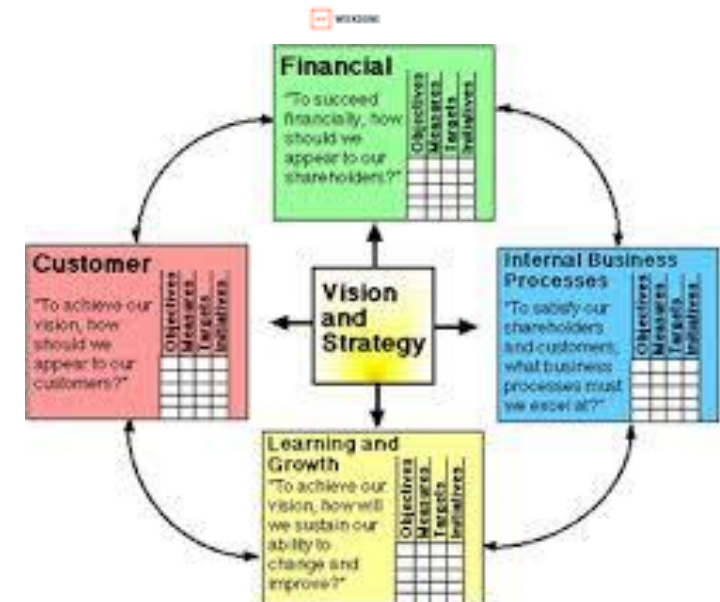 WEEKDONE
Financial
"To succeed
financially, how
should we
appear to our
shareholders?"
Objectives
Measures
Targets
Initiatives
Customer
"To achieve our
vision, how
should we
appear to our
customers?"
Objectives
Measures
Targets
Initiatives
Vision
and
Strategy
Internal Business
Processes
"To satisfy our
shareholders
and customers,
what business
processes must
we excel at?"
Objectives
Measures
Targets
Initiatives
Learning and
Growth
"To achieve our
vision, how will
we sustain our
ability to
change and
improve?"
Objectives
Measures
Targets
Initiatives